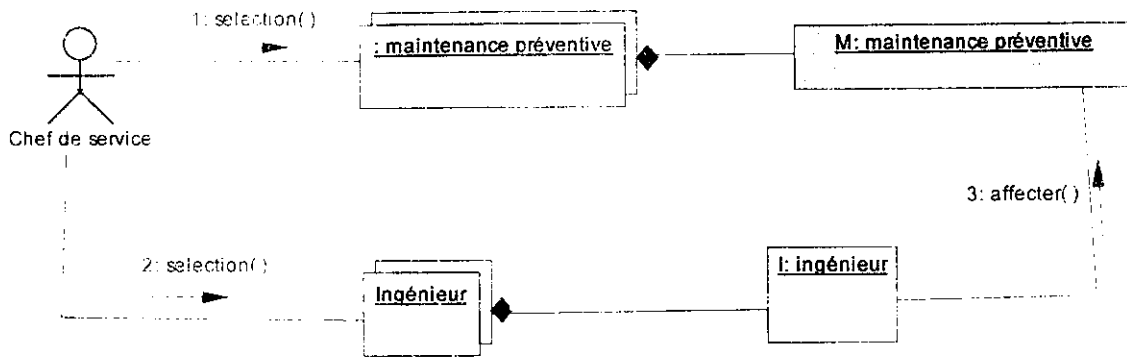 1: selection()
: maintenance préventive
M: maintenance préventive
Chef de service
3: affecter()
2: selection()
Ingénieur
I: ingénieur